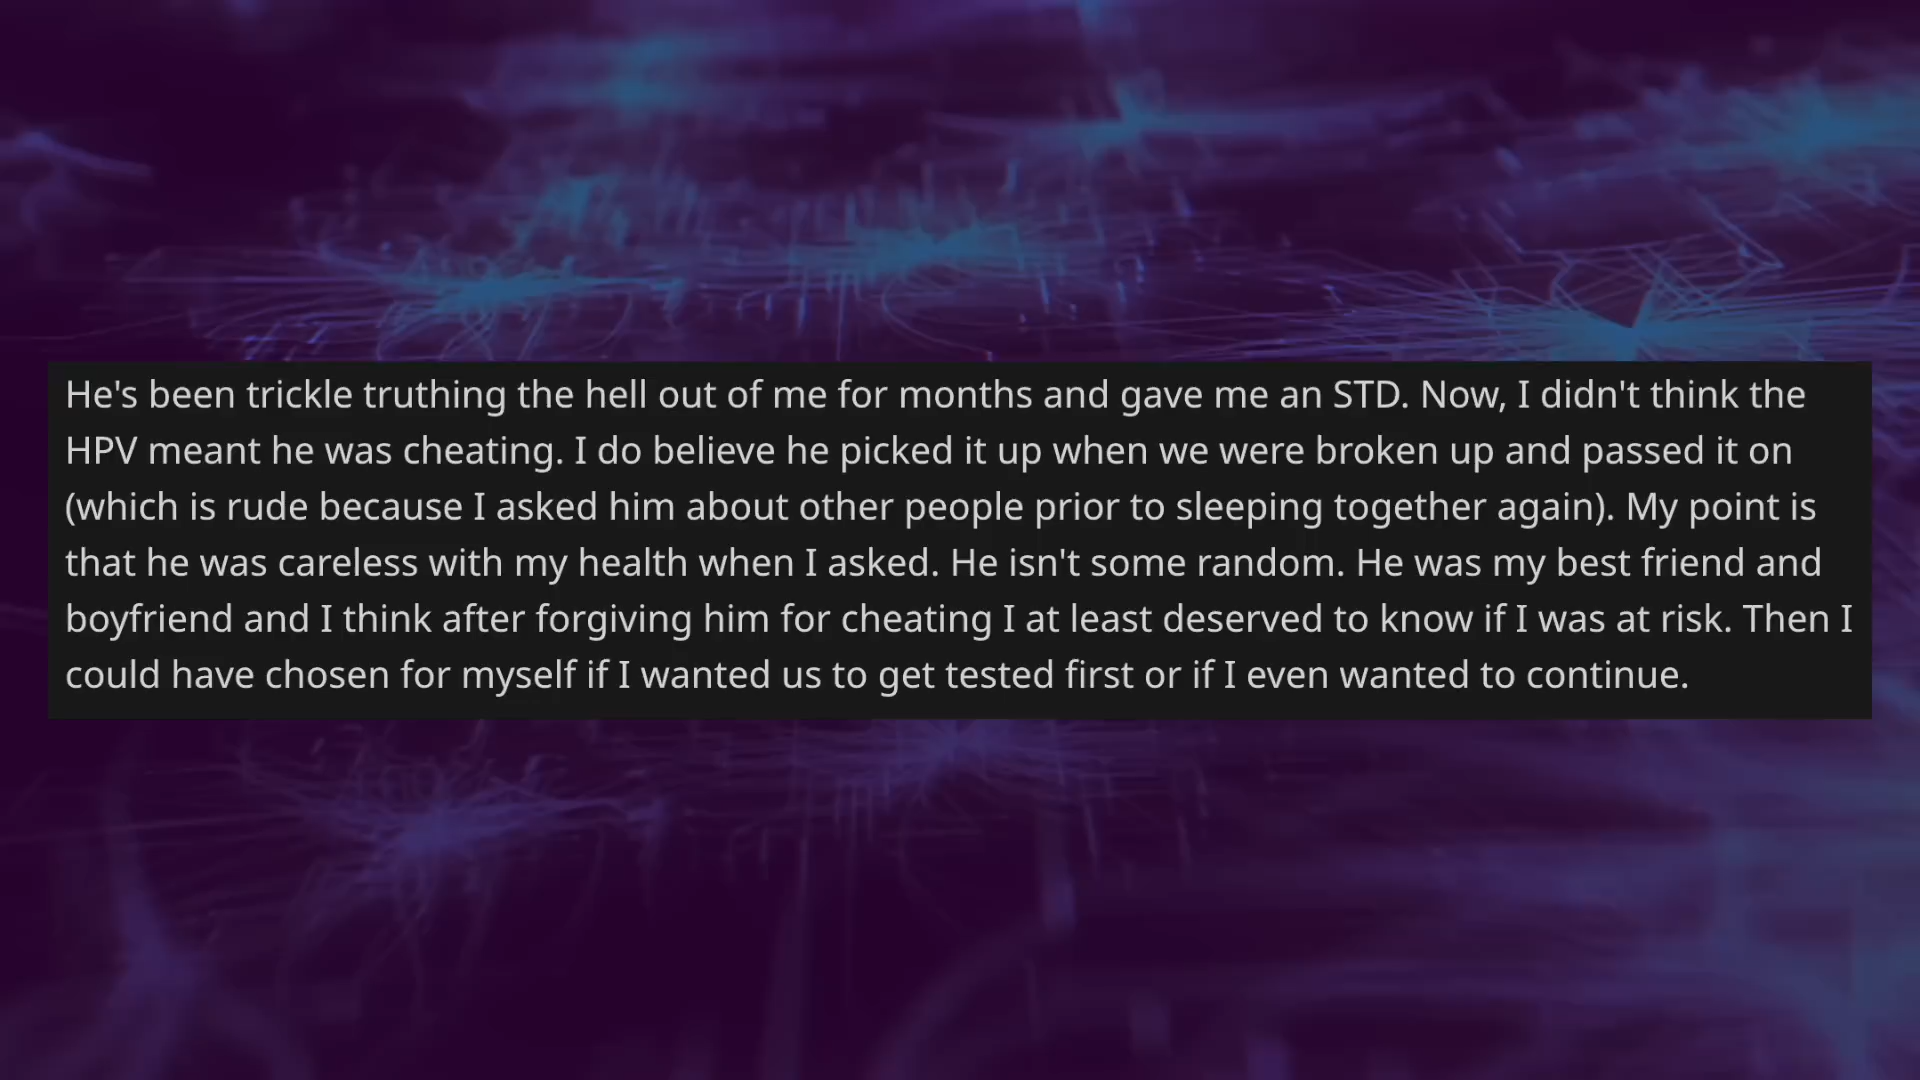 He's been trickle truthing the hell out of me for months and gave me an STD. Now, I didn't think the
HPV meant he was cheating. I do believe he picked it up when we were broken up and passed it on
(which is rude because I asked him about other people prior to sleeping together again). My point is
that he was careless with my health when I asked. He isn't some random. He was my best friend and
boyfriend and I think after forgiving him for cheating I at least deserved to know if I was at risk. Then I
could have chosen for myself if I wanted us to get tested first or if I even wanted to continue.